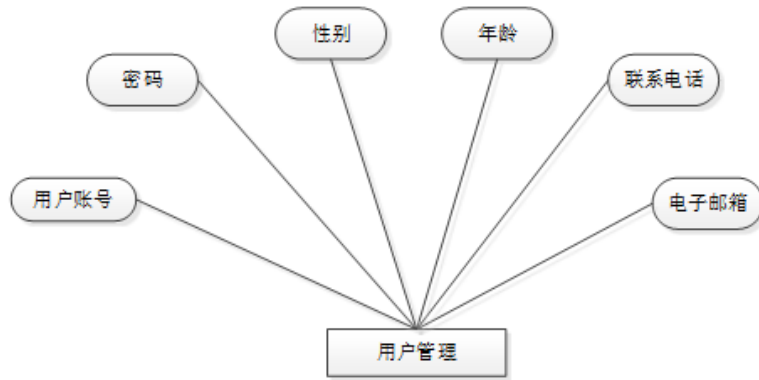 性别
年龄
密码
联系电话
用户账号
电子邮箱
用户管理